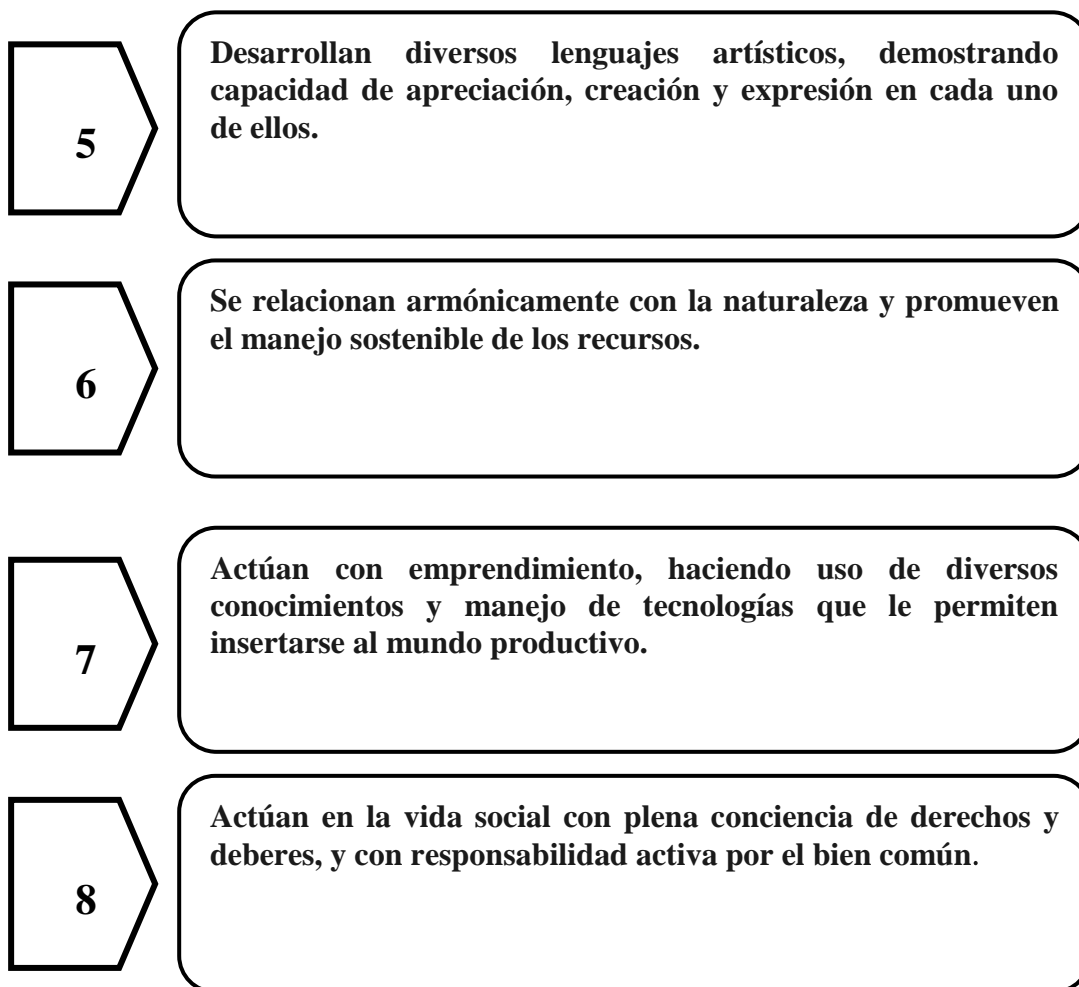 5
Desarrollan diversos lenguajes artísticos, demostrando
capacidad de apreciación, creación y expresión en cada uno
de ellos.
6
Se relacionan armónicamente con la naturaleza y promueven
el manejo sostenible de los recursos.
7
Actúan con emprendimiento, haciendo uso de diversos
conocimientos y manejo de tecnologías que le permiten
insertarse al mundo productivo.
8
Actúan en la vida social con plena conciencia de derechos y
deberes, y con responsabilidad activa por el bien común.